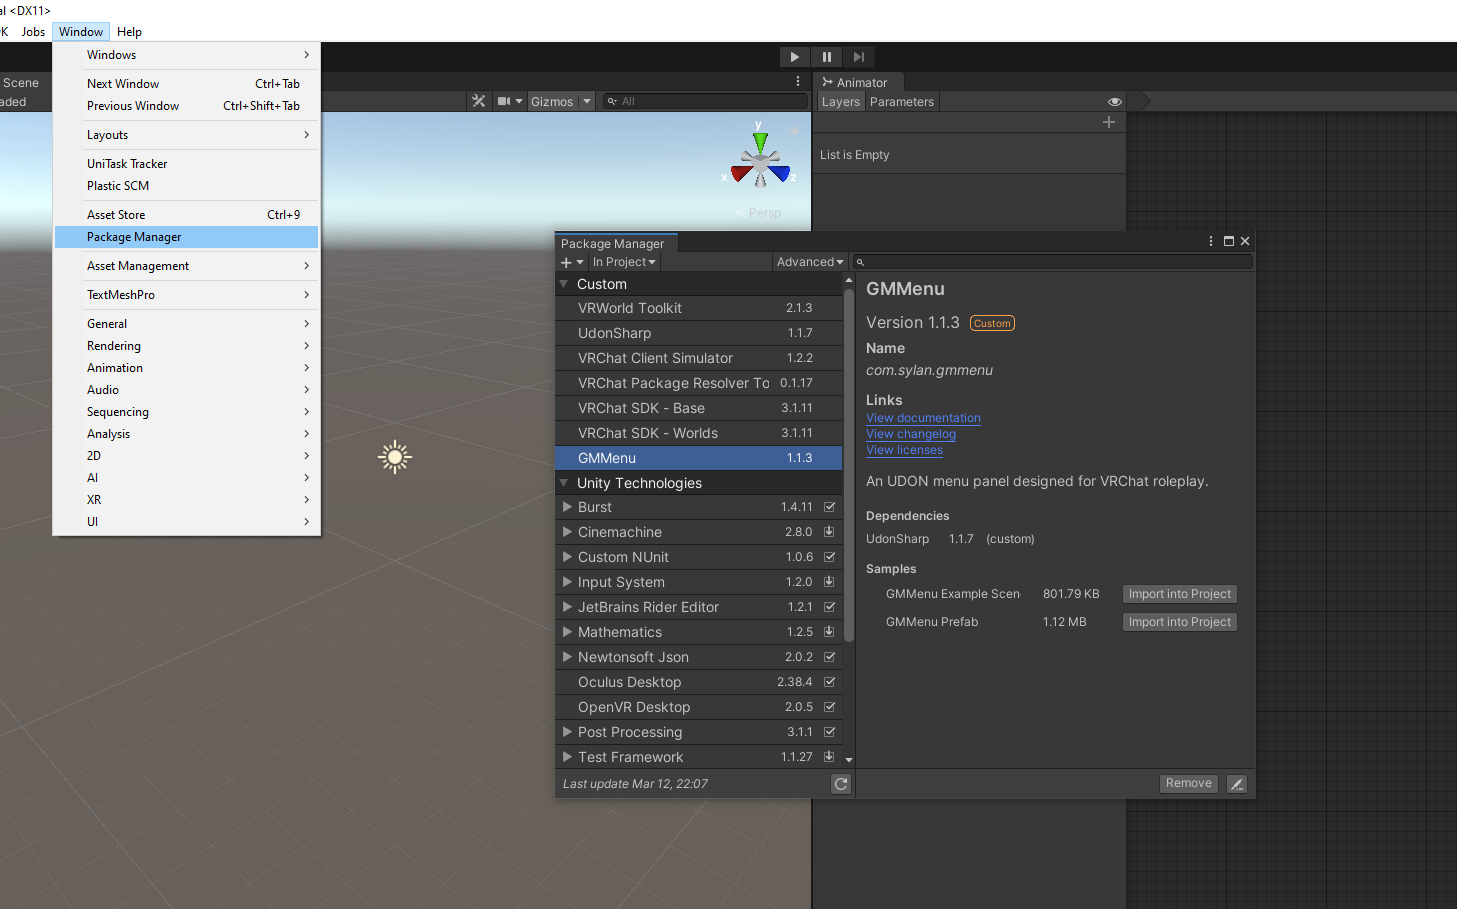 al <DX11>
K Jobs Window Help
Windows
Next Window Ctrl+Tab
Previous Window Ctrl+Shift+Tab
Layouts
UniTask Tracker
Plastic SCM
Asset Store Ctrl+9
Package Manager
Asset Management
TextMeshPro
General
Rendering
Animation
Audio
Sequencing
Analysis
2D
AI
XR
UI
Scene
aded
Gizmos
All
y
x
z
Persp
Animator
Layers Parameters
List is Empty
Package Manager
In Project
Advanced
Custom
VRWorld Toolkit 2.1.3
UdonSharp 1.1.7
VRChat Client Simulator 1.2.2
VRChat Package Resolver To 0.1.17
VRChat SDK - Base 3.1.11
VRChat SDK - Worlds 3.1.11
GMMenu 1.1.3
Unity Technologies
Burst 1.4.11
Cinemachine 2.8.0
Custom NUnit 1.0.6
Input System 1.2.0
JetBrains Rider Editor 1.2.1
Mathematics 1.2.5
Newtonsoft Json 2.0.2
Oculus Desktop 2.38.4
OpenVR Desktop 2.0.5
Post Processing 3.1.1
Test Framework 1.1.27
Last update Mar 12, 22:07
GMMenu
Version 1.1.3 Custom
Name
com.sylan.gmmenu
Links
View documentation
View changelog
View licenses
An UDON menu panel designed for VRChat roleplay.
Dependencies
UdonSharp 1.1.7 (custom)
Samples
GMMenu Example Scen 801.79 KB Import into Project
GMMenu Prefab 1.12 MB Import into Project
Remove